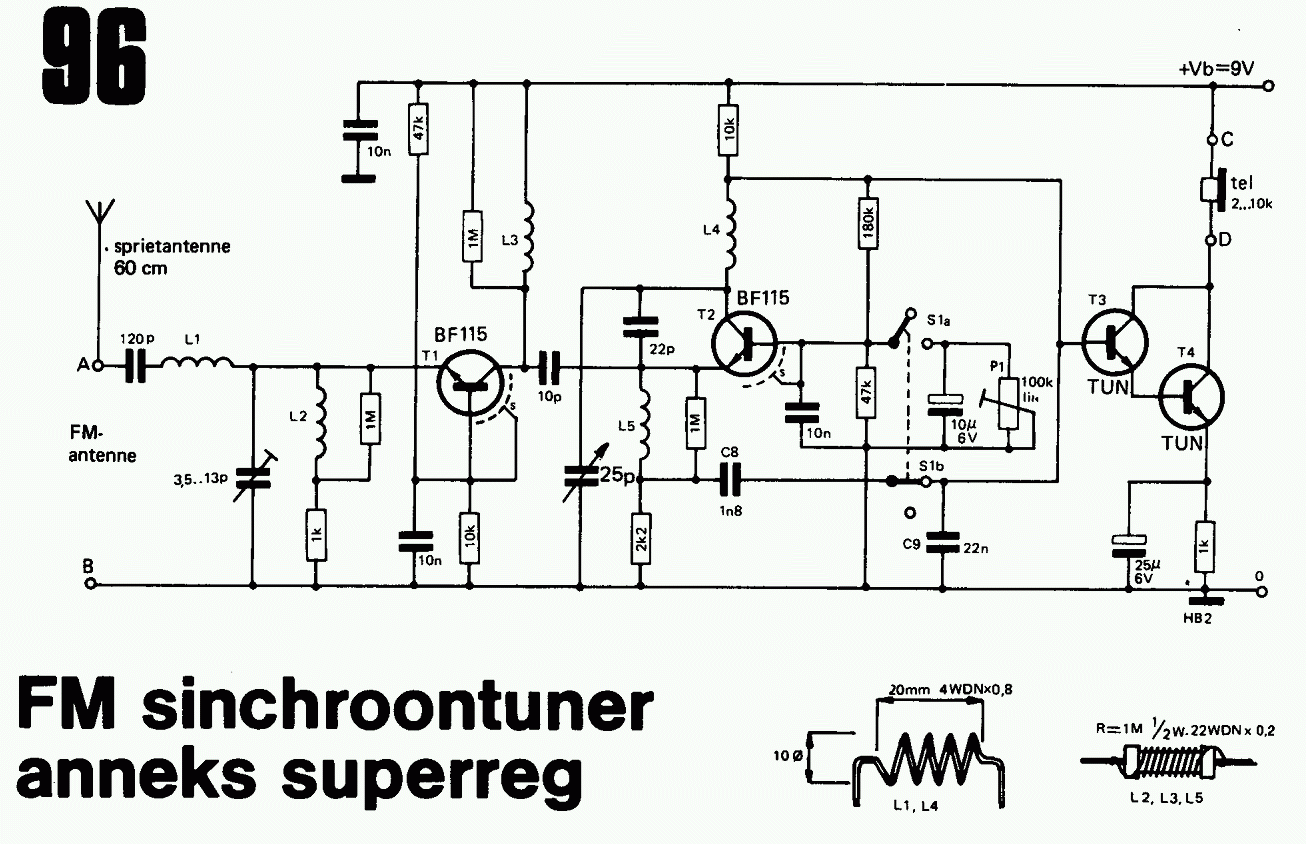 96
+Vb=9V
47k
10n
10k
C
tel
2...10k
D
1M
L3
L4
180k
sprietantenne
60 cm
BF115
T2
T3
S1a
120p
L1
BF115
T1
22p
T4
A
P1
100k
lin
s
10p
s
47k
TUN
L2
1M
L5
1M
10n
10µ
6V
FM-
antenne
TUN
3,5...13p
25p
C8
S1b
1n8
1k
10n
10k
2k2
C9
22n
1k
B
25µ
6V
0
HB2
FM sinchroontuner
anneks superreg
20mm 4WDN×0,8
10 Ø
L1, L4
R=1M ½W. 22WDN x 0,2
L2, L3, L5